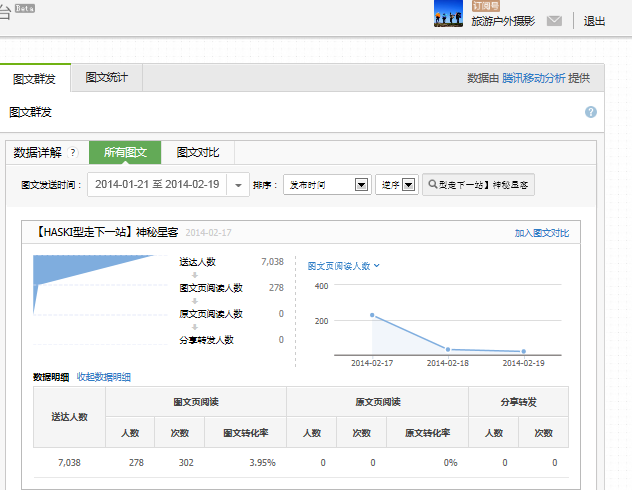 台 Beta
订阅号
旅游户外摄影 退出
图文群发 图文统计 数据由 腾讯移动分析 提供
图文群发 ?
数据详解 ? 所有图文 图文对比
图文发送时间： 2014-01-21 至 2014-02-19 排序： 发布时间 逆序 型走下一站】神秘星客
【HASKI型走下一站】神秘星客 2014-02-17 加入图文对比
送达人数 7,038
图文页阅读人数 278
原文页阅读人数 0
分享转发人数 0
图文页阅读人数
400
200
2014-02-17 2014-02-18 2014-02-19
数据明细 收起数据明细
送达人数 图文页阅读 原文页阅读 分享转发
人数 次数 图文转化率 人数 次数 原文转化率 人数 次数
7,038 278 302 3.95% 0 0 0% 0 0